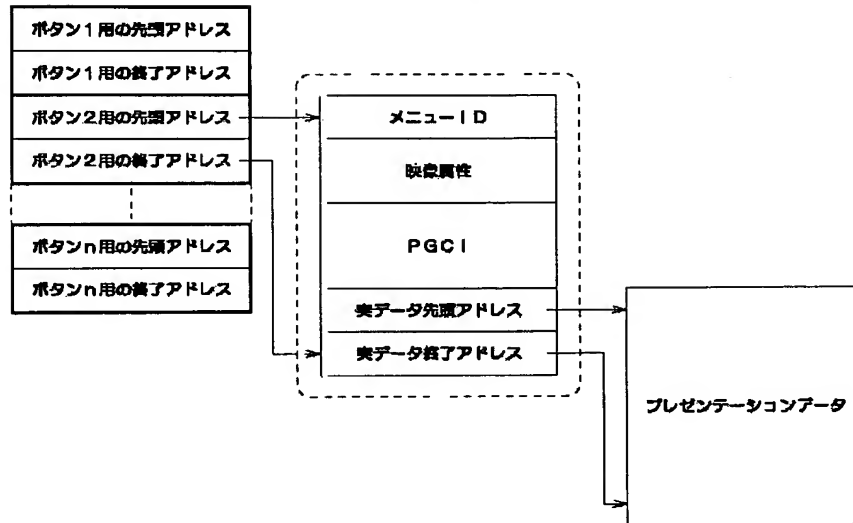 ボタン1用の先頭アドレス
ボタン1用の終了アドレス
ボタン2用の先頭アドレス
ボタン2用の終了アドレス
ボタンn用の先頭アドレス
ボタンn用の終了アドレス
メニューID
映像属性
PGCI
実データ先頭アドレス
実データ終了アドレス
プレゼンテーションデータ